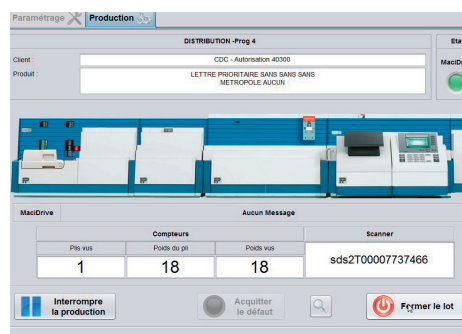 Paramétrage Production
DISTRIBUTION -Prog 4
Client :
CDC - Autorisation 40300
Produit :
LETTRE PRIORITAIRE SANS SANS SANS
METROPOLE AUCUN
Eta
MaciDri
MaciDrive
Aucun Message
Compteurs
Scanner
Plis vus
Poids du pli
Poids vus
1
18
18
sds2T00007737466
Interrompre
la production
Acquitter
le défaut
Fermer le lot